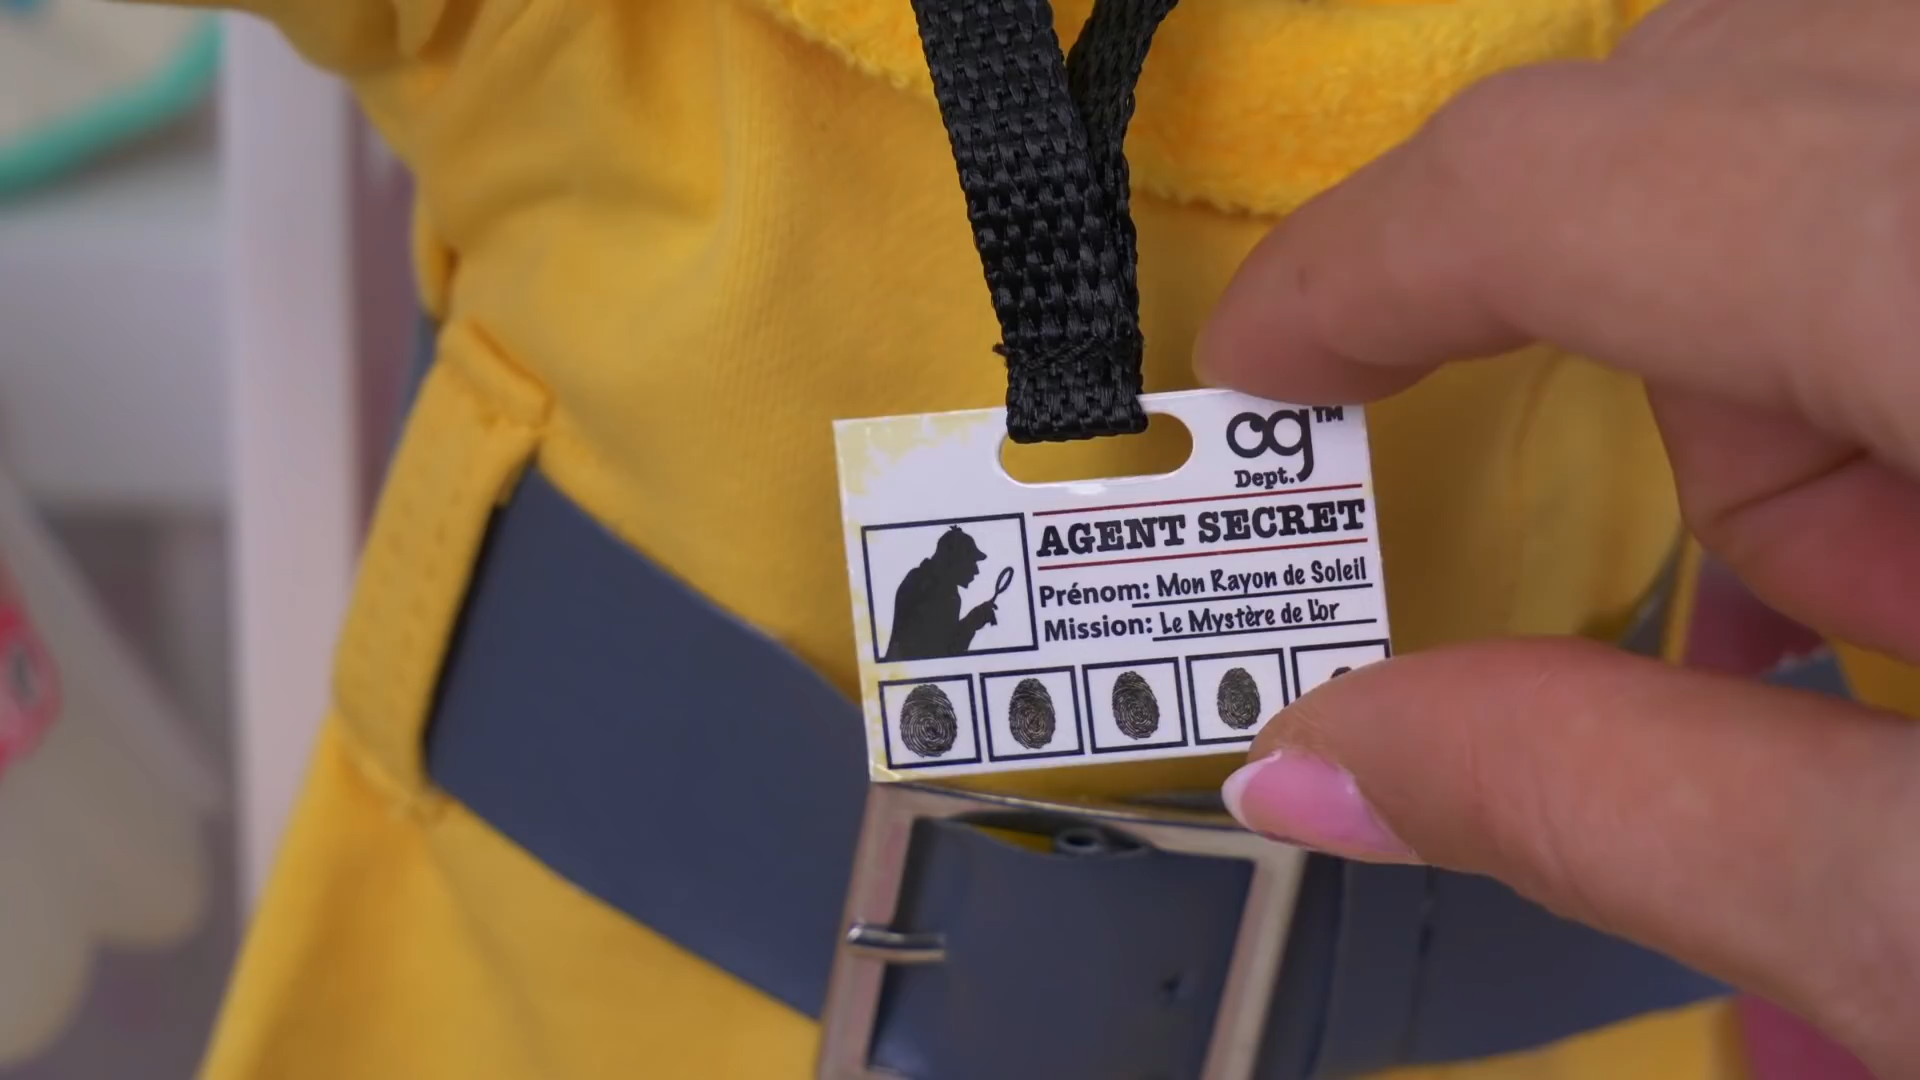 og™
Dept.
AGENT SECRET
Prénom: Mon Rayon de Soleil
Mission: Le Mystère de L'or